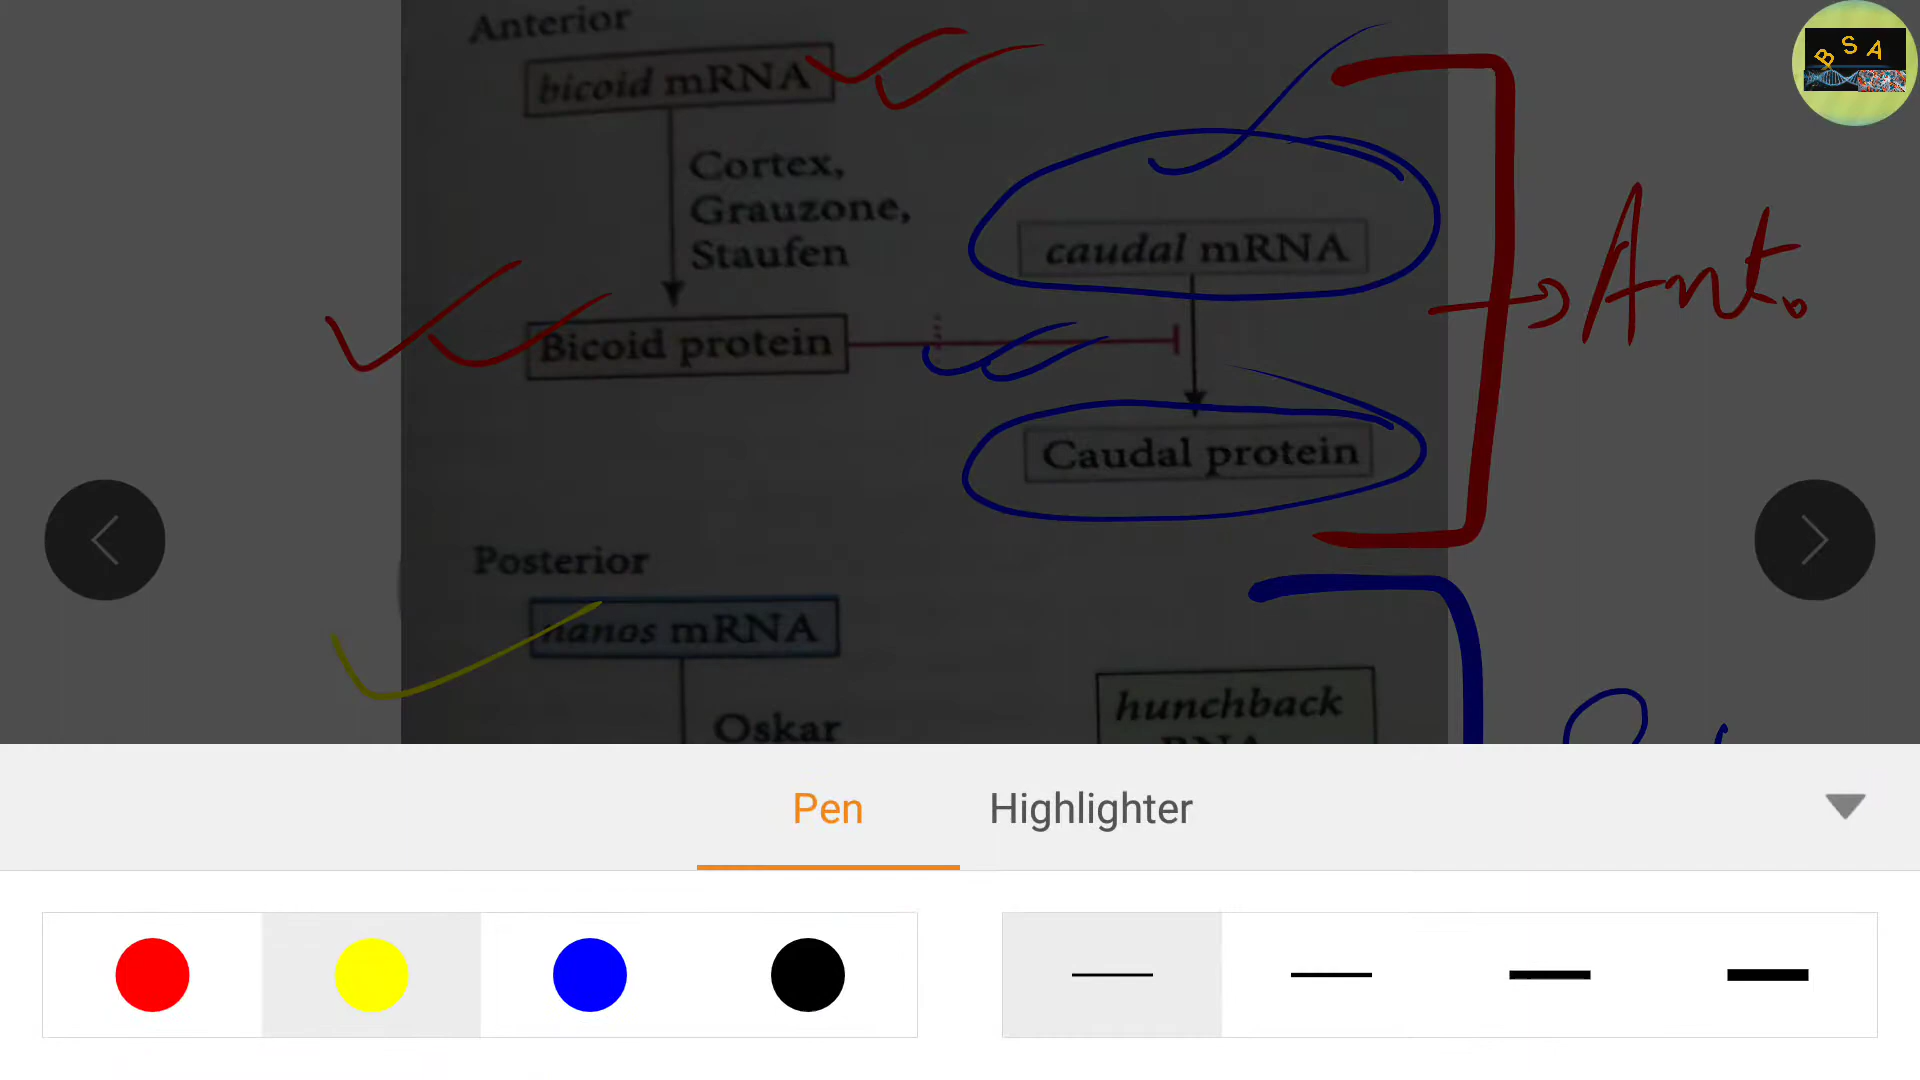 Anterior
bicoid mRNA
Cortex,
Grauzone,
Staufen
caudal mRNA
Bicoid protein
Caudal protein
Ant.
Posterior
nanos mRNA
Oskar
hunchback
BSA
Pen
Highlighter